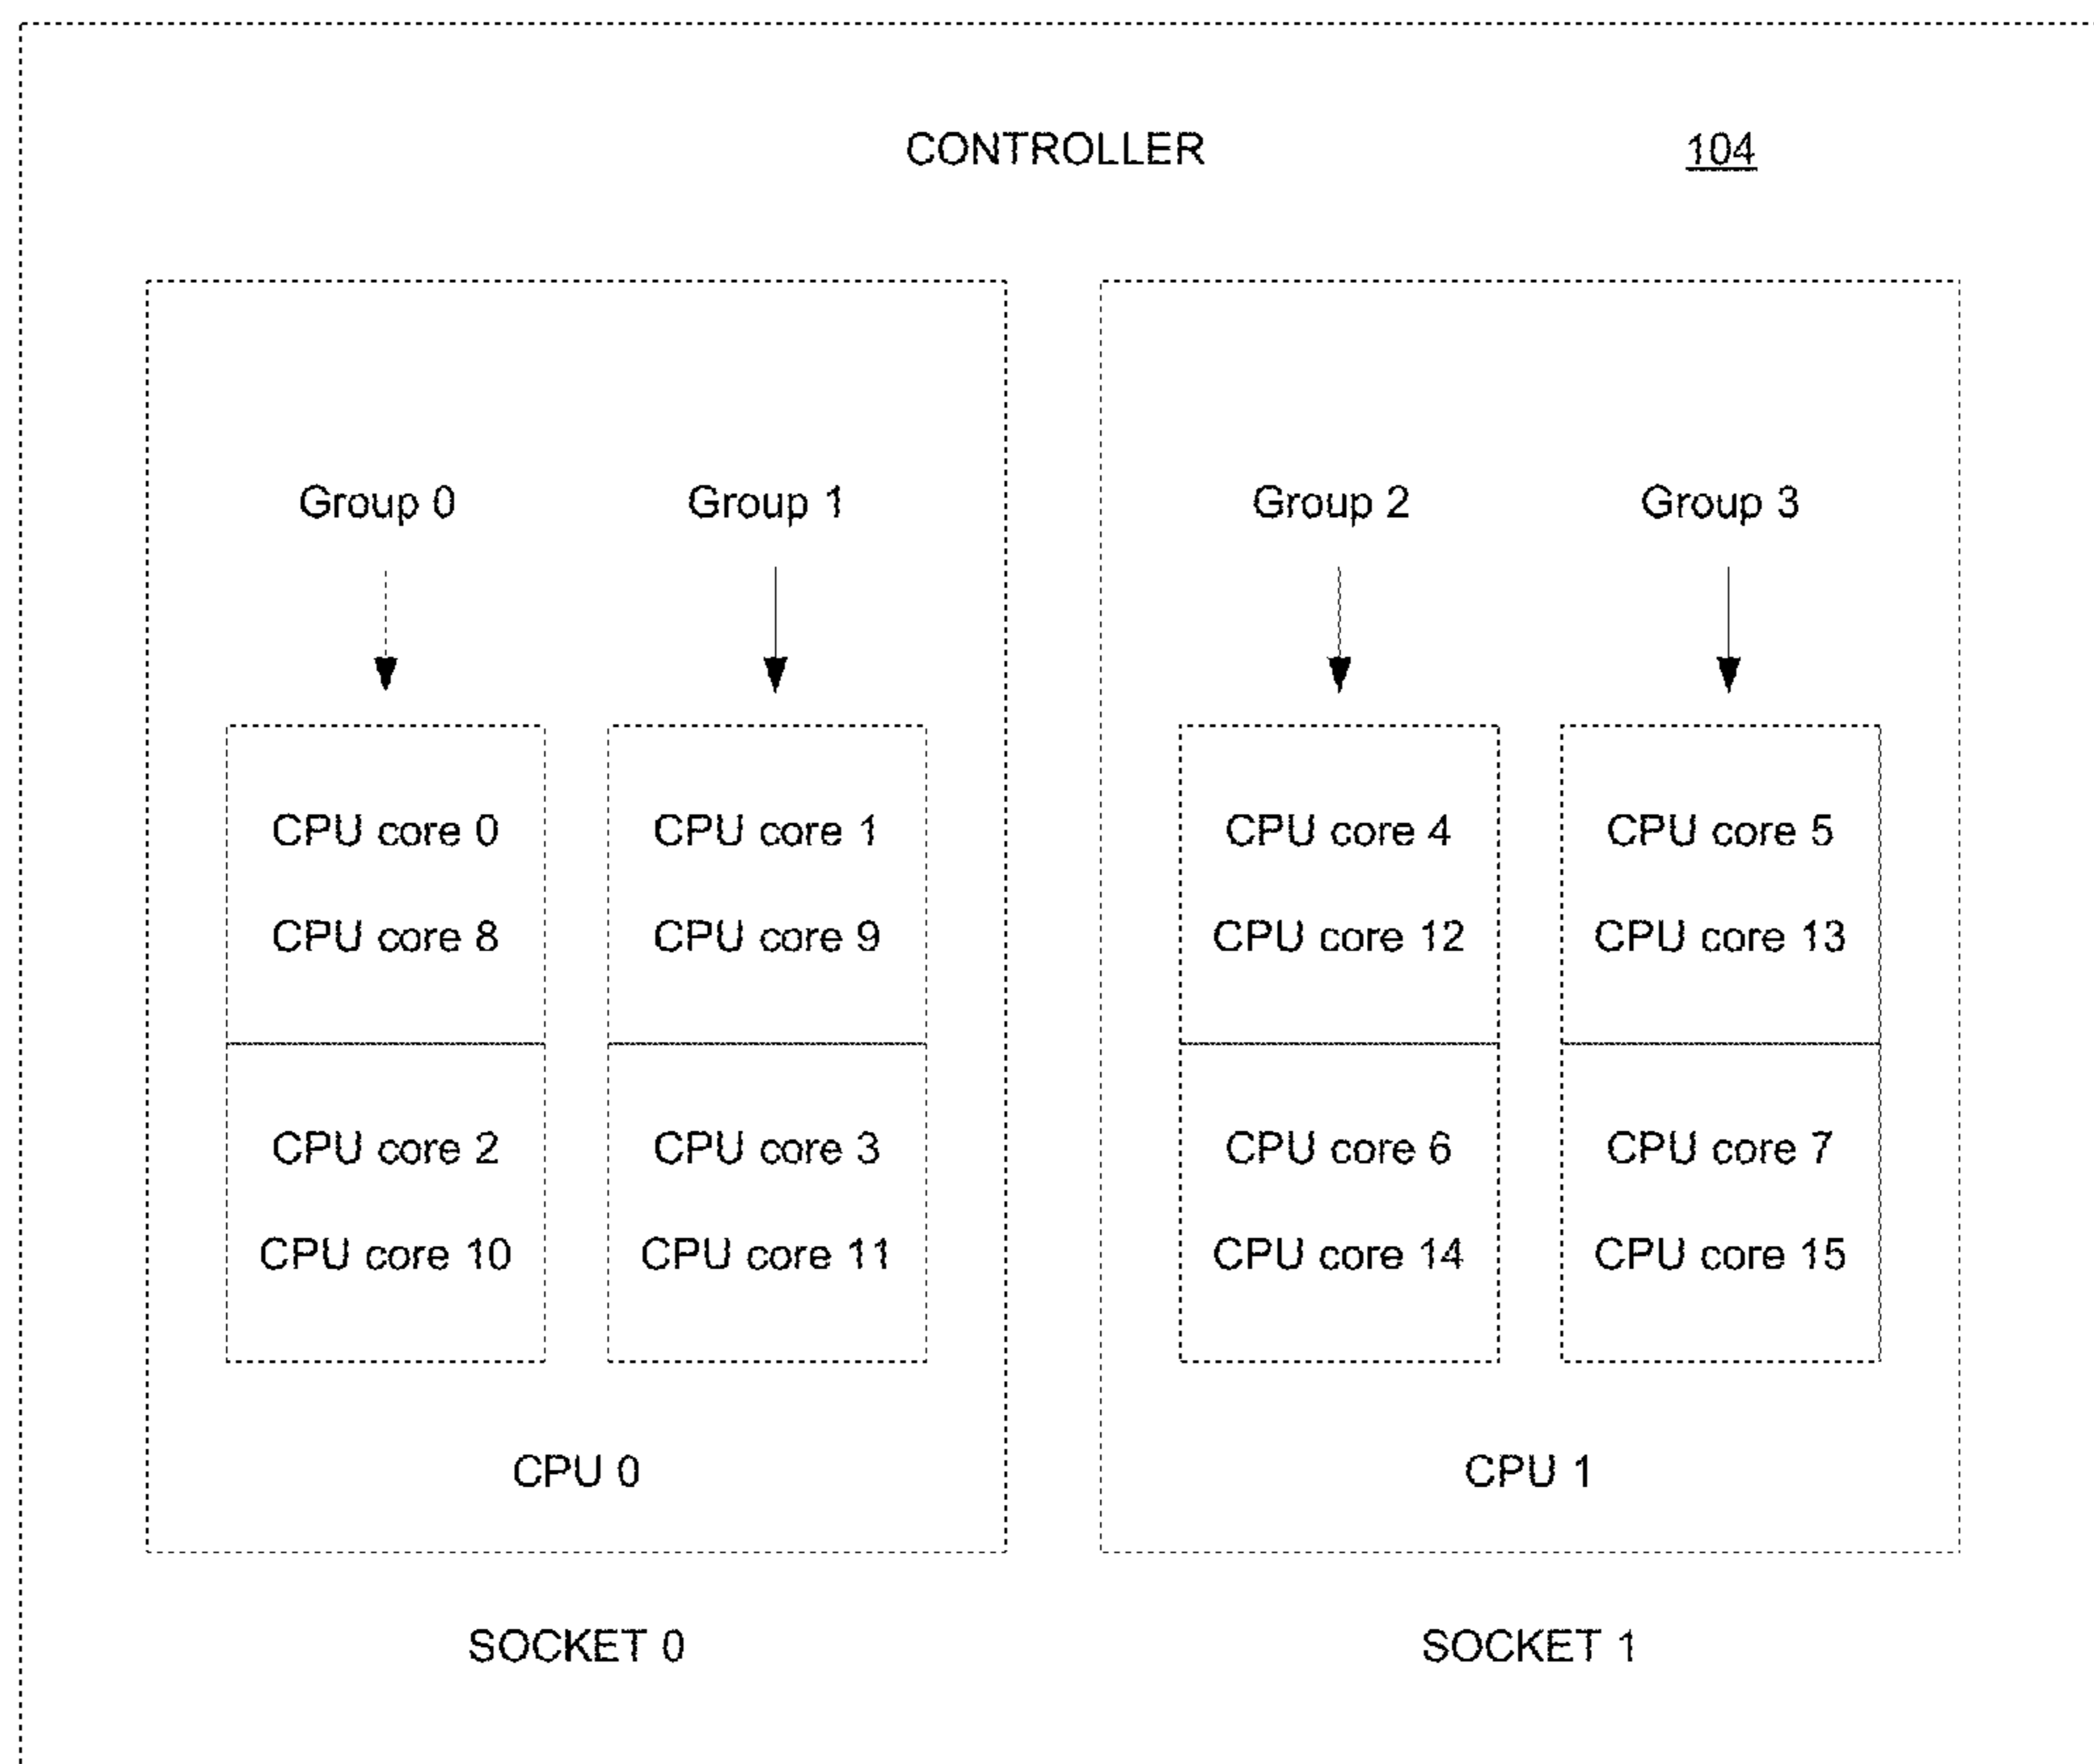 CONTROLLER 104
Group 0 Group 1 Group 2 Group 3
CPU core 0 CPU core 1 CPU core 4 CPU core 5
CPU core 8 CPU core 9 CPU core 12 CPU core 13
CPU core 2 CPU core 3 CPU core 6 CPU core 7
CPU core 10 CPU core 11 CPU core 14 CPU core 15
CPU 0 CPU 1
SOCKET 0 SOCKET 1